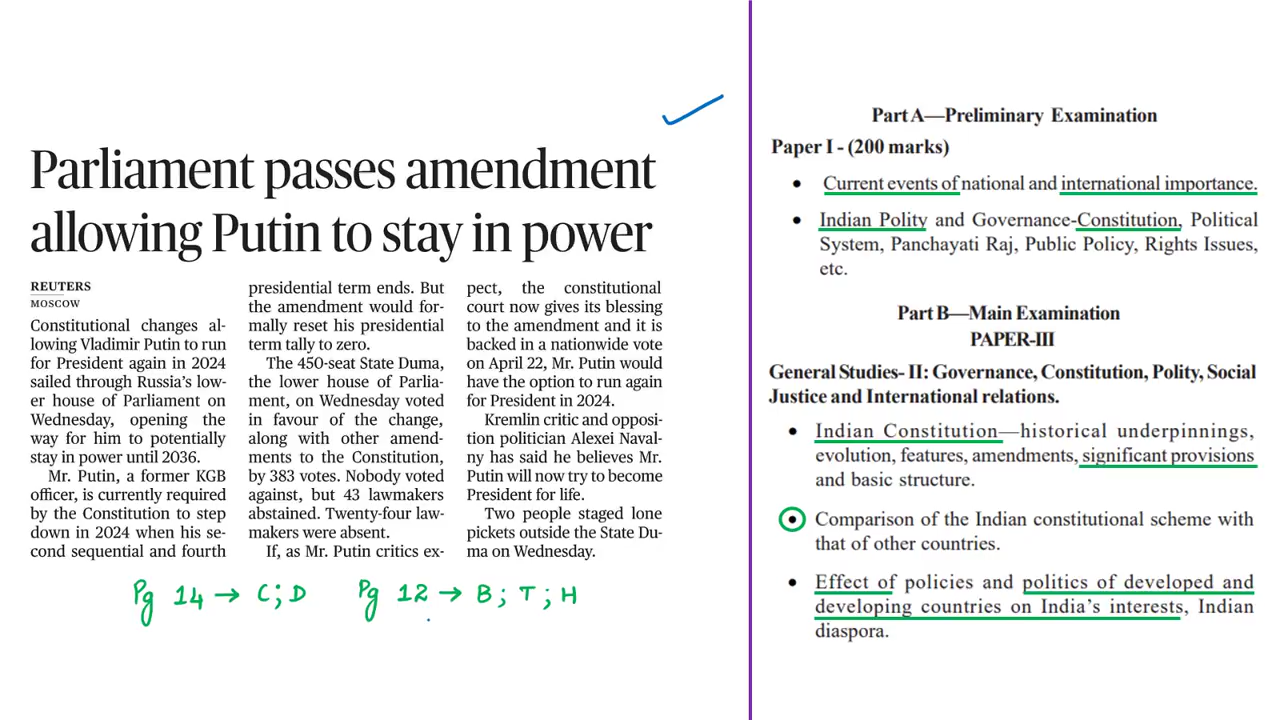 Parliament passes amendment
allowing Putin to stay in power
REUTERS
MOSCOW
Constitutional changes al-
lowing Vladimir Putin to run
for President again in 2024
sailed through Russia's low-
er house of Parliament on
Wednesday, opening the
way for him to potentially
stay in power until 2036.
Mr. Putin, a former KGB
officer, is currently required
by the Constitution to step
down in 2024 when his se-
cond sequential and fourth
presidential term ends. But
the amendment would for-
mally reset his presidential
term tally to zero.
The 450-seat State Duma,
the lower house of Parlia-
ment, on Wednesday voted
in favour of the change,
along with other amend-
ments to the Constitution,
by 383 votes. Nobody voted
against, but 43 lawmakers
abstained. Twenty-four law-
makers were absent.
If, as Mr. Putin critics ex-
pect, the constitutional
court now gives its blessing
to the amendment and it is
backed in a nationwide vote
on April 22, Mr. Putin would
have the option to run again
for President in 2024.
Kremlin critic and opposi-
tion politician Alexei Naval-
ny has said he believes Mr.
Putin will now try to become
President for life.
Two people staged lone
pickets outside the State Du-
ma on Wednesday.
Pg 14 → C; D Pg 12 → B; T; H
Part A—Preliminary Examination
Paper I - (200 marks)
• Current events of national and international importance.
• Indian Polity and Governance-Constitution, Political
System, Panchayati Raj, Public Policy, Rights Issues,
etc.
Part B—Main Examination
PAPER-III
General Studies- II: Governance, Constitution, Polity, Social
Justice and International relations.
• Indian Constitution—historical underpinnings,
evolution, features, amendments, significant provisions
and basic structure.
• Comparison of the Indian constitutional scheme with
that of other countries.
• Effect of policies and politics of developed and
developing countries on India's interests, Indian
diaspora.